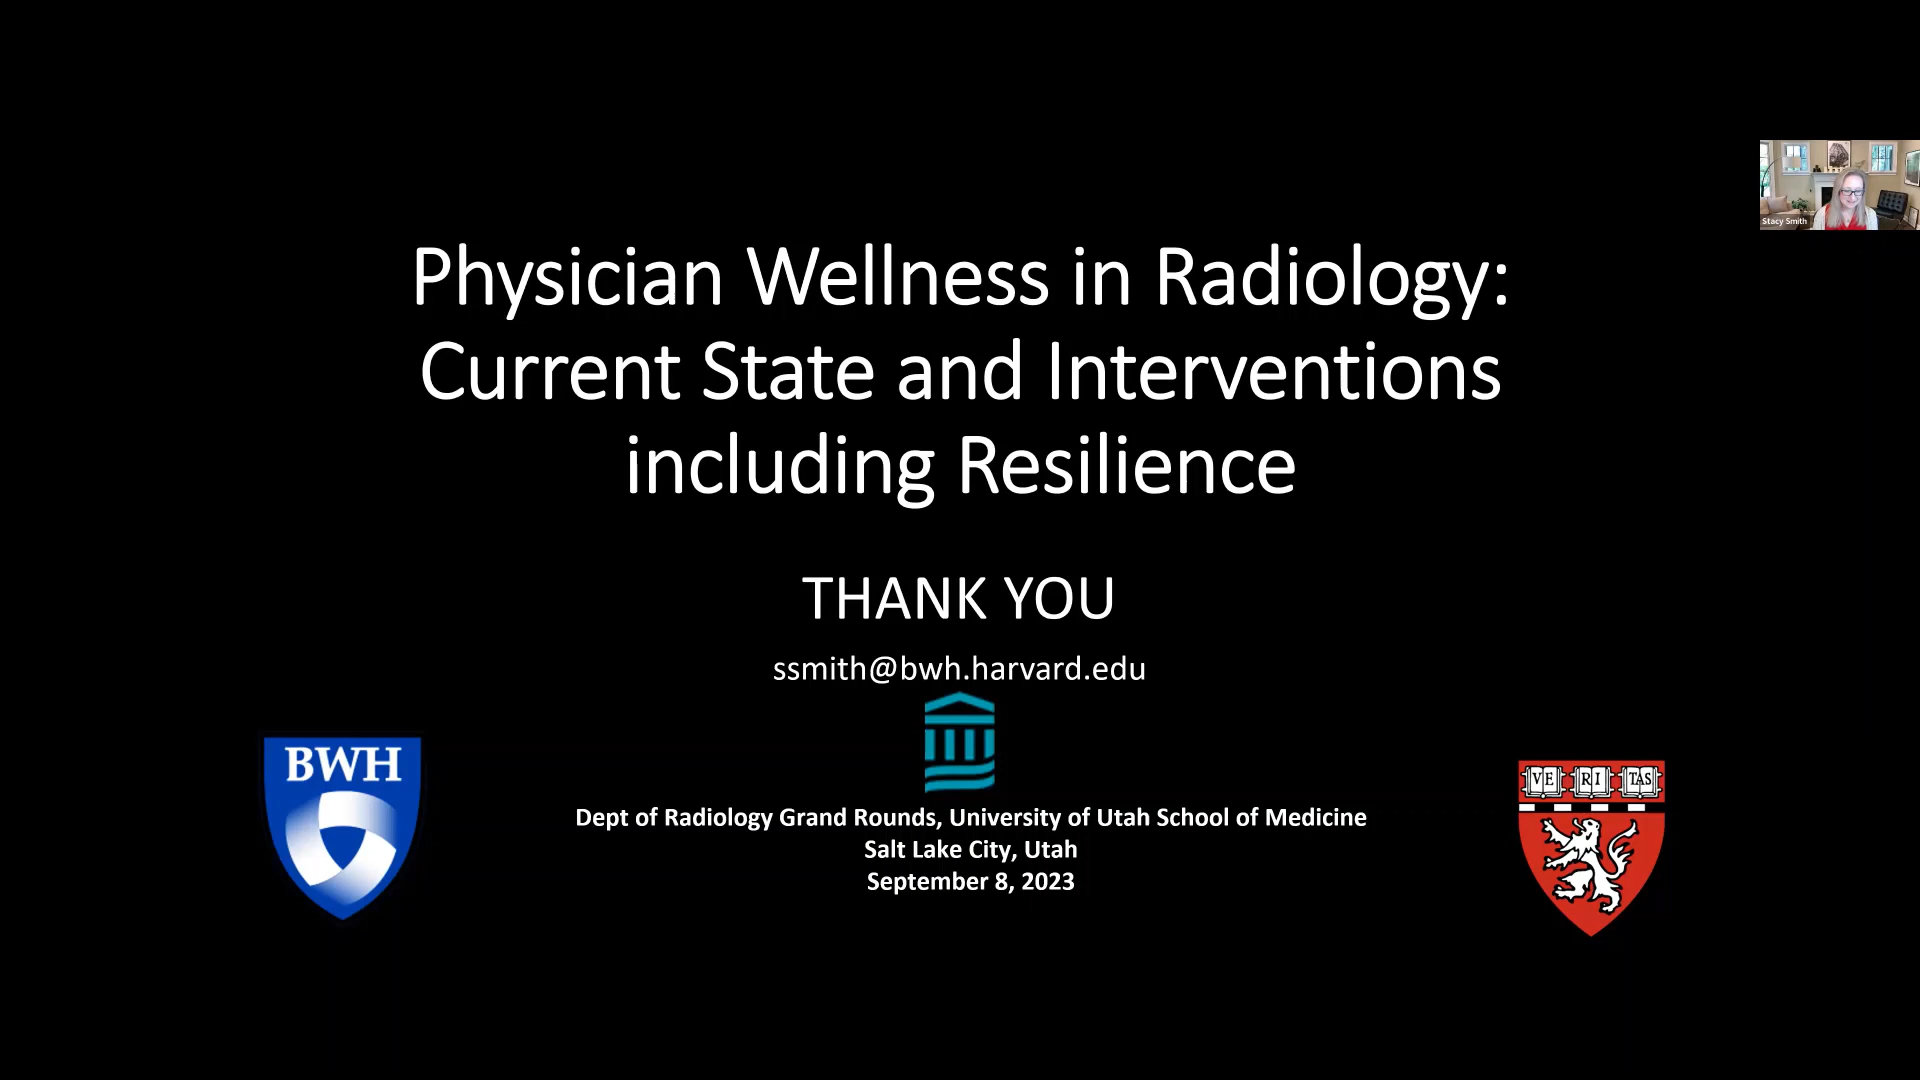 Stacy Smith
Physician Wellness in Radiology:
Current State and Interventions
including Resilience
THANK YOU
ssmith@bwh.harvard.edu
BWH
VE RI TAS
Dept of Radiology Grand Rounds, University of Utah School of Medicine
Salt Lake City, Utah
September 8, 2023